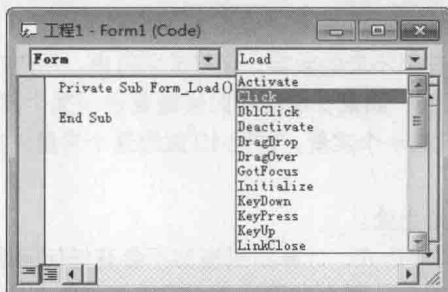 工程1 - Form1 (Code)
Form
Load
Private Sub Form_Load()
End Sub
Activate
Click
DblClick
Deactivate
DragDrop
DragOver
GotFocus
Initialize
KeyDown
KeyPress
KeyUp
LinkClose